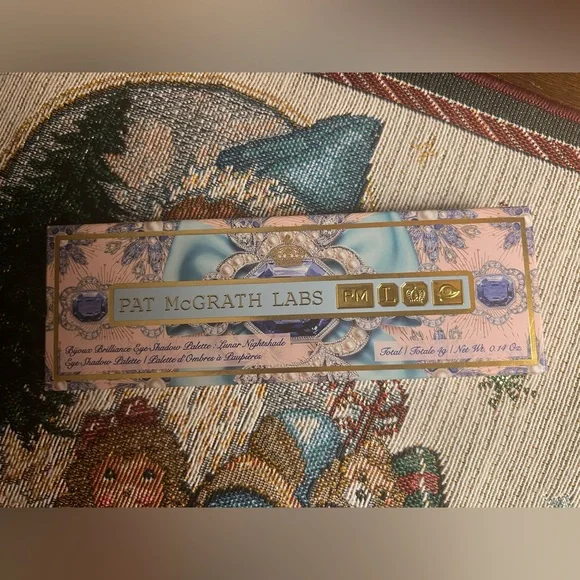 PAT McGRATH LABS PM L
Bijoux Brilliance Eye Shadow Palette : Lunar Nightshade
Eye Shadow Palette | Palette d'Ombres à Paupières
Total | Totale 4g | Net Wt. 0.14 Oz.